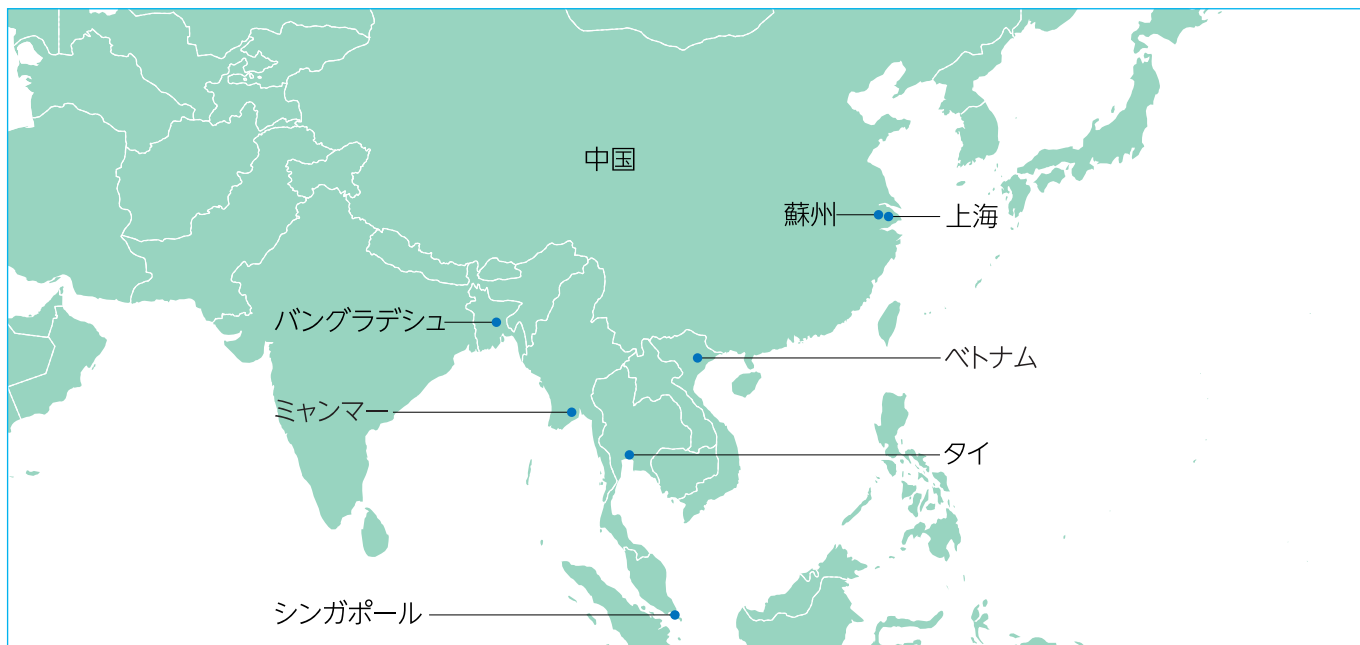 中国
蘇州
上海
バングラデシュ
ベトナム
ミャンマー
タイ
シンガポール